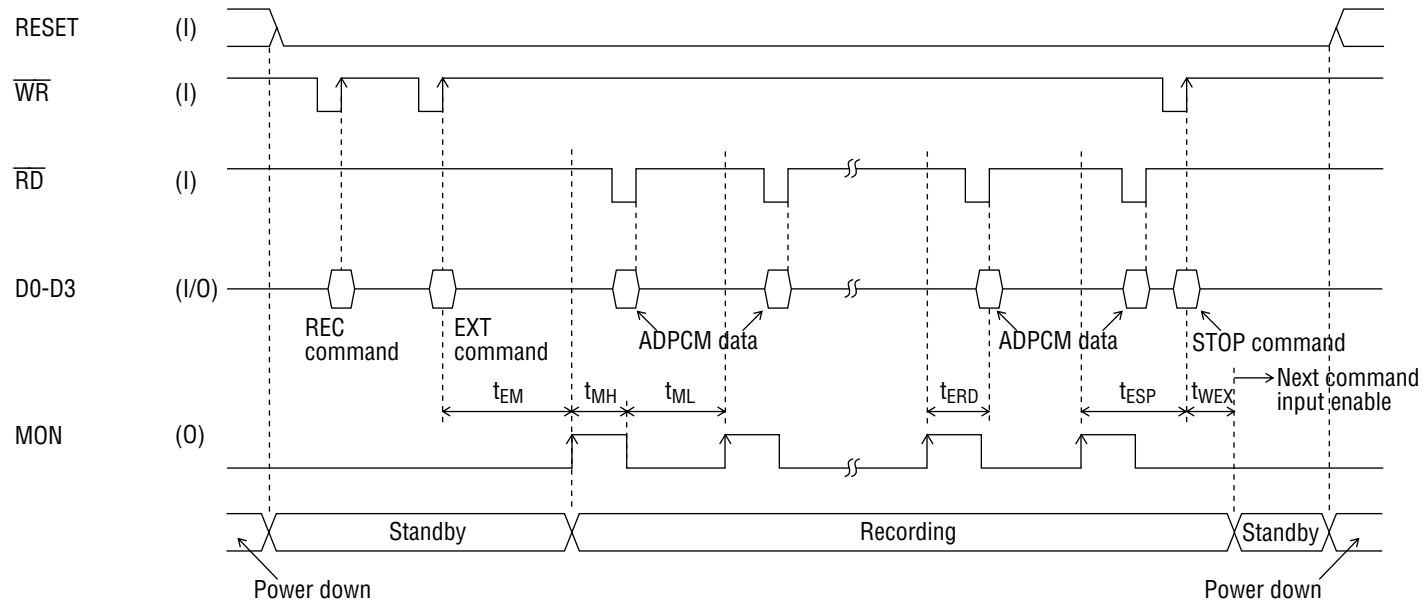 RESET (I)
WR (I)
RD (I)
D0-D3 (I/O)
REC command
EXT command
ADPCM data
ADPCM data
STOP command
tEM
tMH
tML
tERD
tESP
tWEX
Next command input enable
MON (O)
Standby
Recording
Standby
Power down
Power down